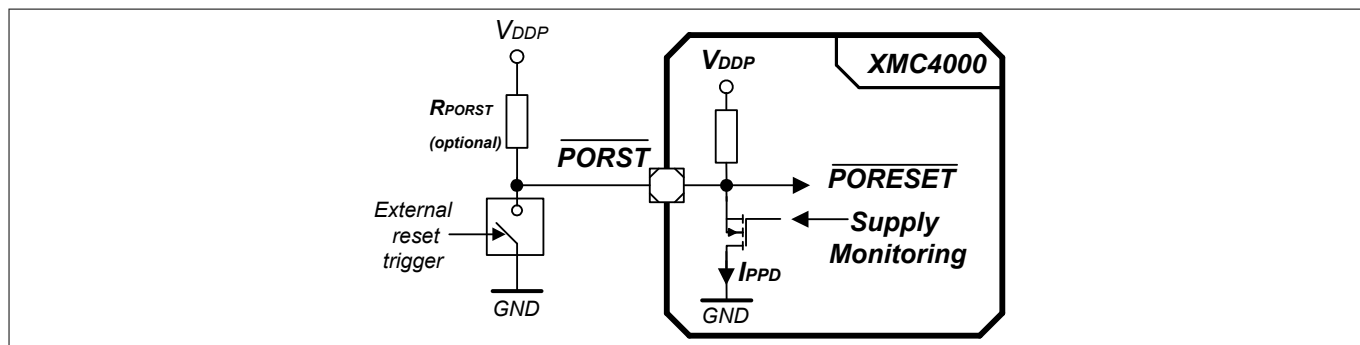 VDDP
RPORST
(optional)
External
reset
trigger
GND
PORST
XMC4000
VDDP
PORESET
Supply
Monitoring
IPPD
GND